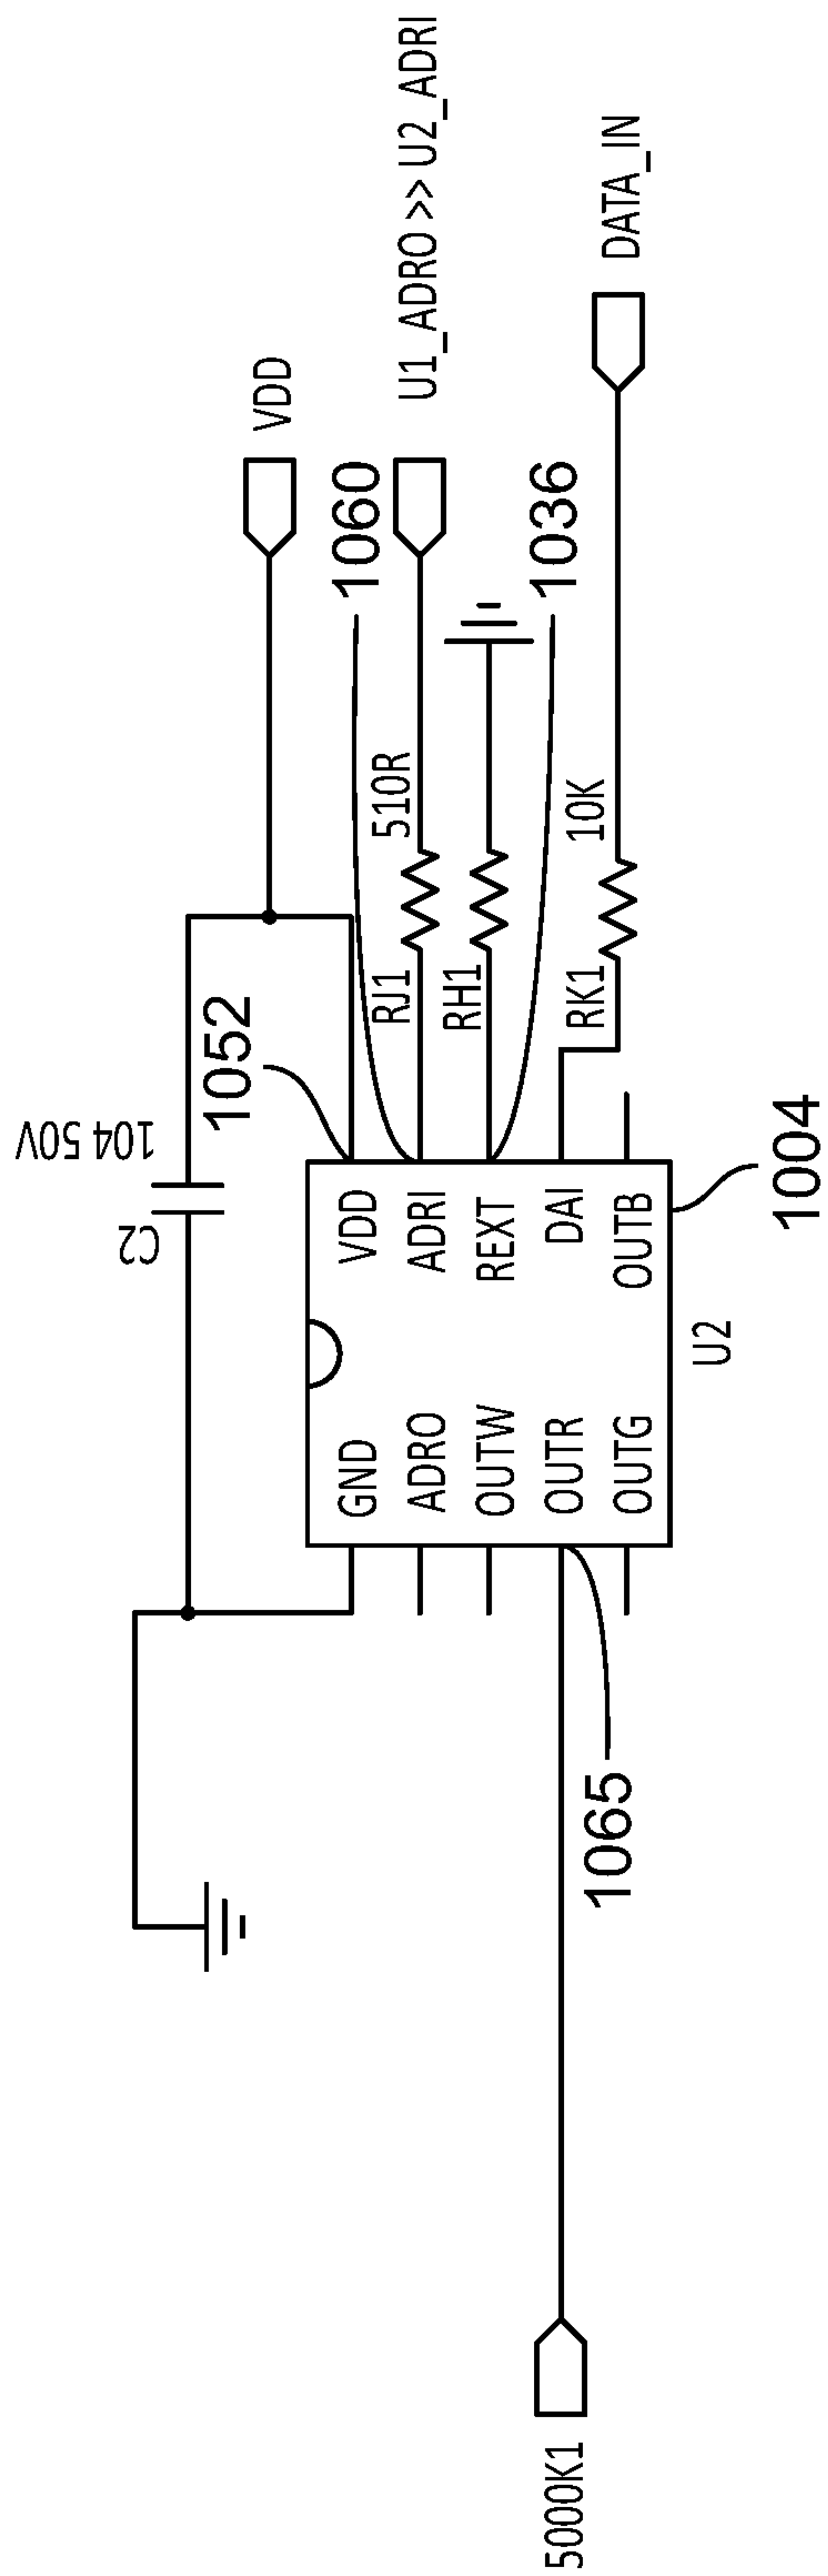 104 50V
C2
VDD
1052
1060
U1_ADRO >> U2_ADRI
510R
RJ1
1036
RH1
DATA_IN
10K
RK1
GND
VDD
ADRO
ADRI
OUTW
REXT
OUTR
DAI
OUTG
OUTB
U2
1004
1065
5000K1